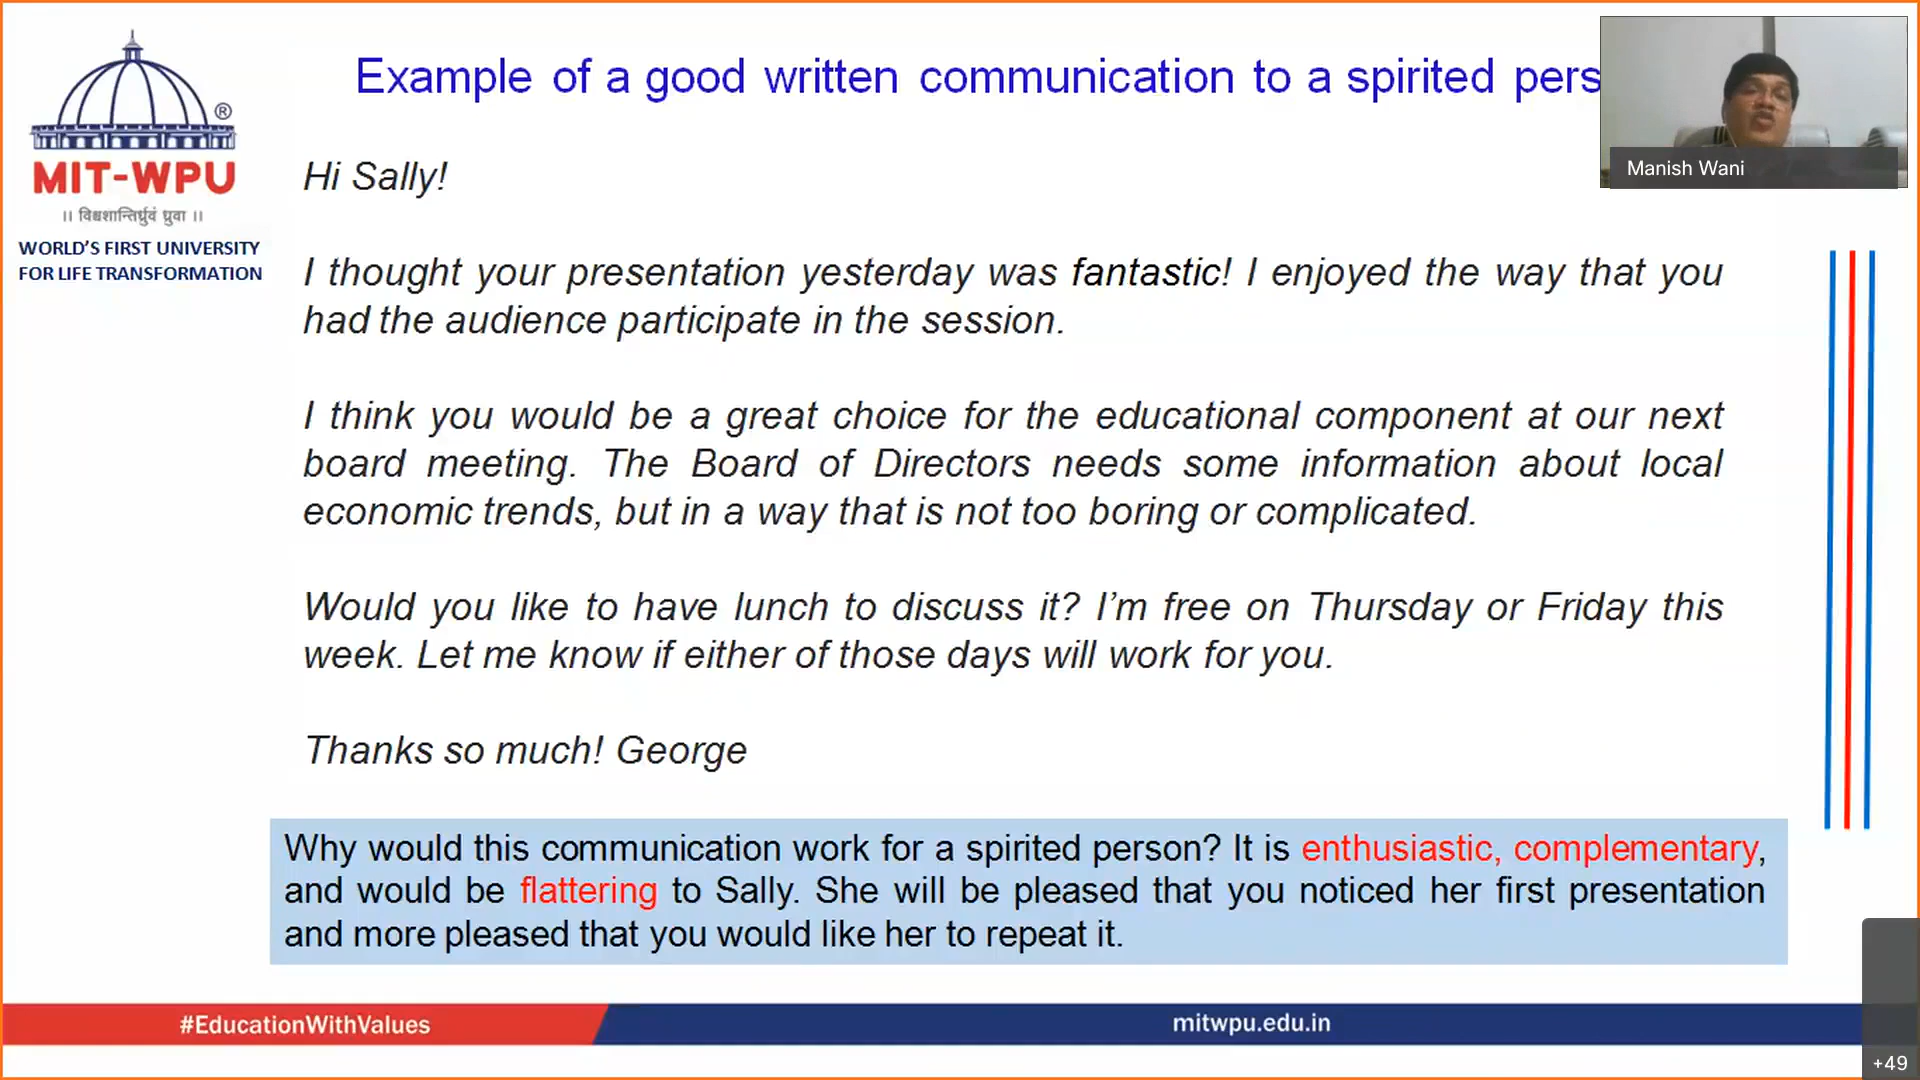 Example of a good written communication to a spirited pers
Manish Wani
®
MIT-WPU
॥ विश्वशान्तिर्ध्रुवं ध्रुवा ॥
WORLD'S FIRST UNIVERSITY
FOR LIFE TRANSFORMATION
Hi Sally!
I thought your presentation yesterday was fantastic! I enjoyed the way that you
had the audience participate in the session.
I think you would be a great choice for the educational component at our next
board meeting. The Board of Directors needs some information about local
economic trends, but in a way that is not too boring or complicated.
Would you like to have lunch to discuss it? I'm free on Thursday or Friday this
week. Let me know if either of those days will work for you.
Thanks so much! George
Why would this communication work for a spirited person? It is enthusiastic, complementary,
and would be flattering to Sally. She will be pleased that you noticed her first presentation
and more pleased that you would like her to repeat it.
#EducationWithValues
mitwpu.edu.in
+49